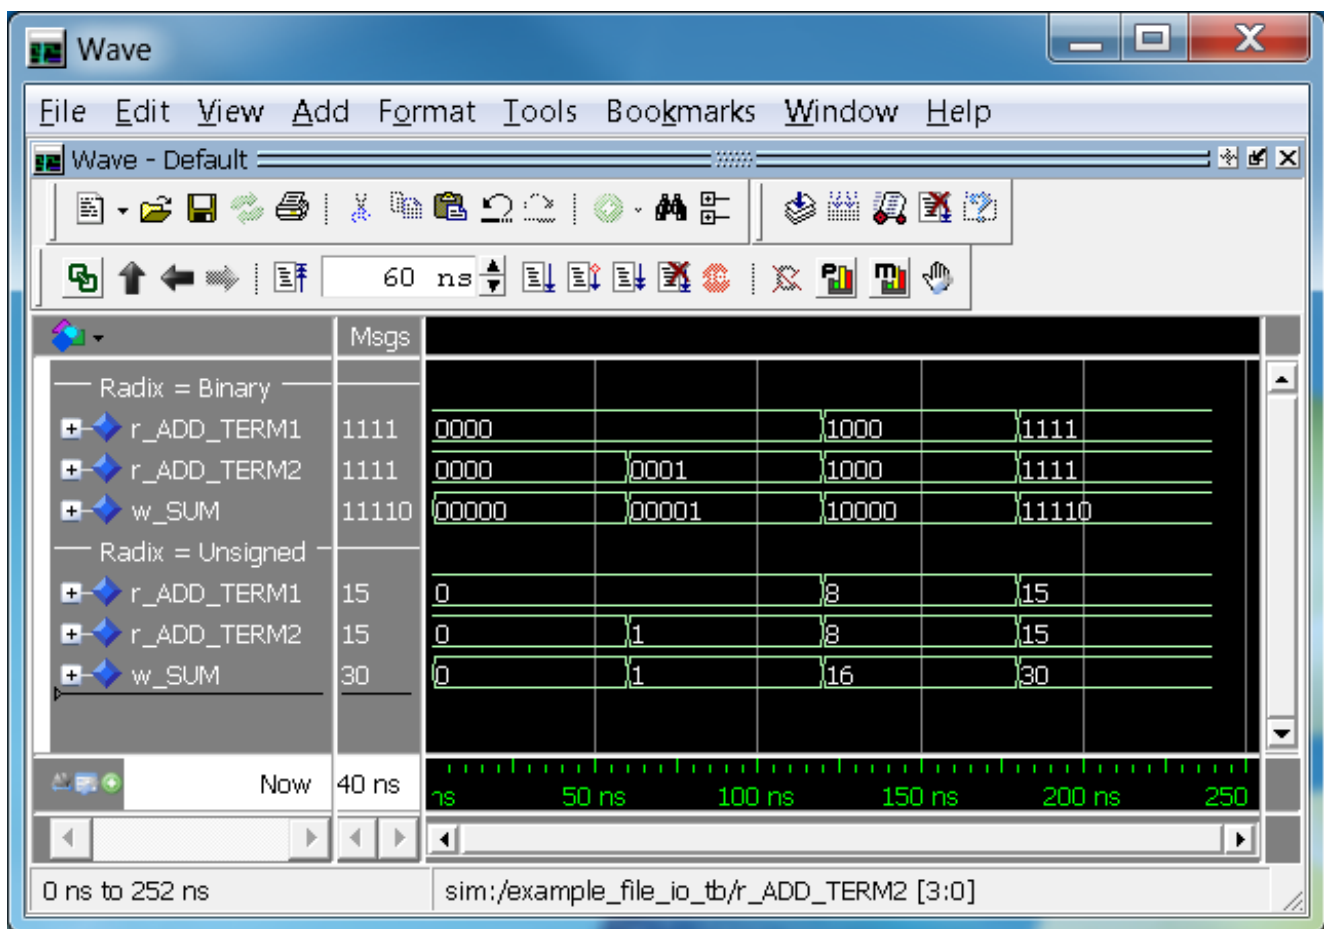 Wave
File Edit View Add Format Tools Bookmarks Window Help
Wave - Default
60 ns
Msgs
Radix = Binary
r_ADD_TERM1 1111 0000 1000 1111
r_ADD_TERM2 1111 0000 0001 1000 1111
w_SUM 11110 00000 00001 10000 11110
Radix = Unsigned
r_ADD_TERM1 15 0 8 15
r_ADD_TERM2 15 0 1 8 15
w_SUM 30 0 1 16 30
Now 40 ns ns 50 ns 100 ns 150 ns 200 ns 250
0 ns to 252 ns sim:/example_file_io_tb/r_ADD_TERM2 [3:0]